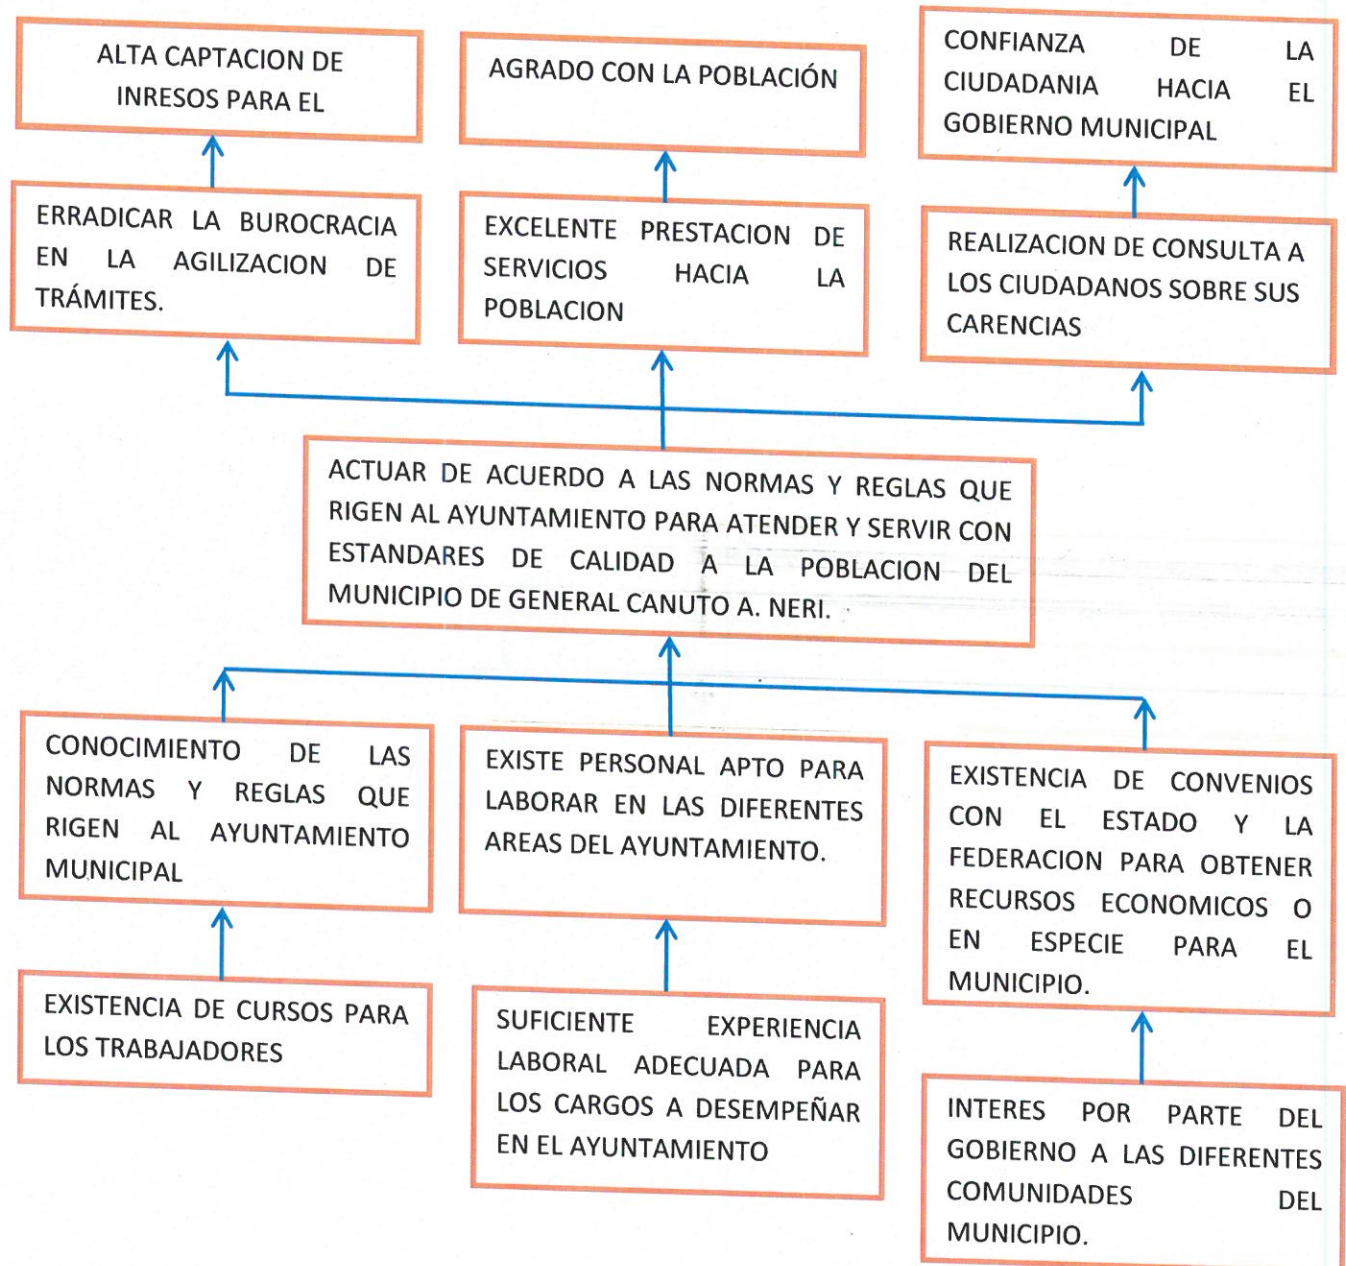 ALTA CAPTACION DE
INRESOS PARA EL
AGRADO CON LA POBLACIÓN
CONFIANZA DE LA
CIUDADANIA HACIA EL
GOBIERNO MUNICIPAL
ERRADICAR LA BUROCRACIA
EN LA AGILIZACION DE
TRÁMITES.
EXCELENTE PRESTACION DE
SERVICIOS HACIA LA
POBLACION
REALIZACION DE CONSULTA A
LOS CIUDADANOS SOBRE SUS
CARENCIAS
ACTUAR DE ACUERDO A LAS NORMAS Y REGLAS QUE
RIGEN AL AYUNTAMIENTO PARA ATENDER Y SERVIR CON
ESTANDARES DE CALIDAD A LA POBLACION DEL
MUNICIPIO DE GENERAL CANUTO A. NERI.
CONOCIMIENTO DE LAS
NORMAS Y REGLAS QUE
RIGEN AL AYUNTAMIENTO
MUNICIPAL
EXISTE PERSONAL APTO PARA
LABORAR EN LAS DIFERENTES
AREAS DEL AYUNTAMIENTO.
EXISTENCIA DE CONVENIOS
CON EL ESTADO Y LA
FEDERACION PARA OBTENER
RECURSOS ECONOMICOS O
EN ESPECIE PARA EL
MUNICIPIO.
EXISTENCIA DE CURSOS PARA
LOS TRABAJADORES
SUFICIENTE EXPERIENCIA
LABORAL ADECUADA PARA
LOS CARGOS A DESEMPEÑAR
EN EL AYUNTAMIENTO
INTERES POR PARTE DEL
GOBIERNO A LAS DIFERENTES
COMUNIDADES DEL
MUNICIPIO.